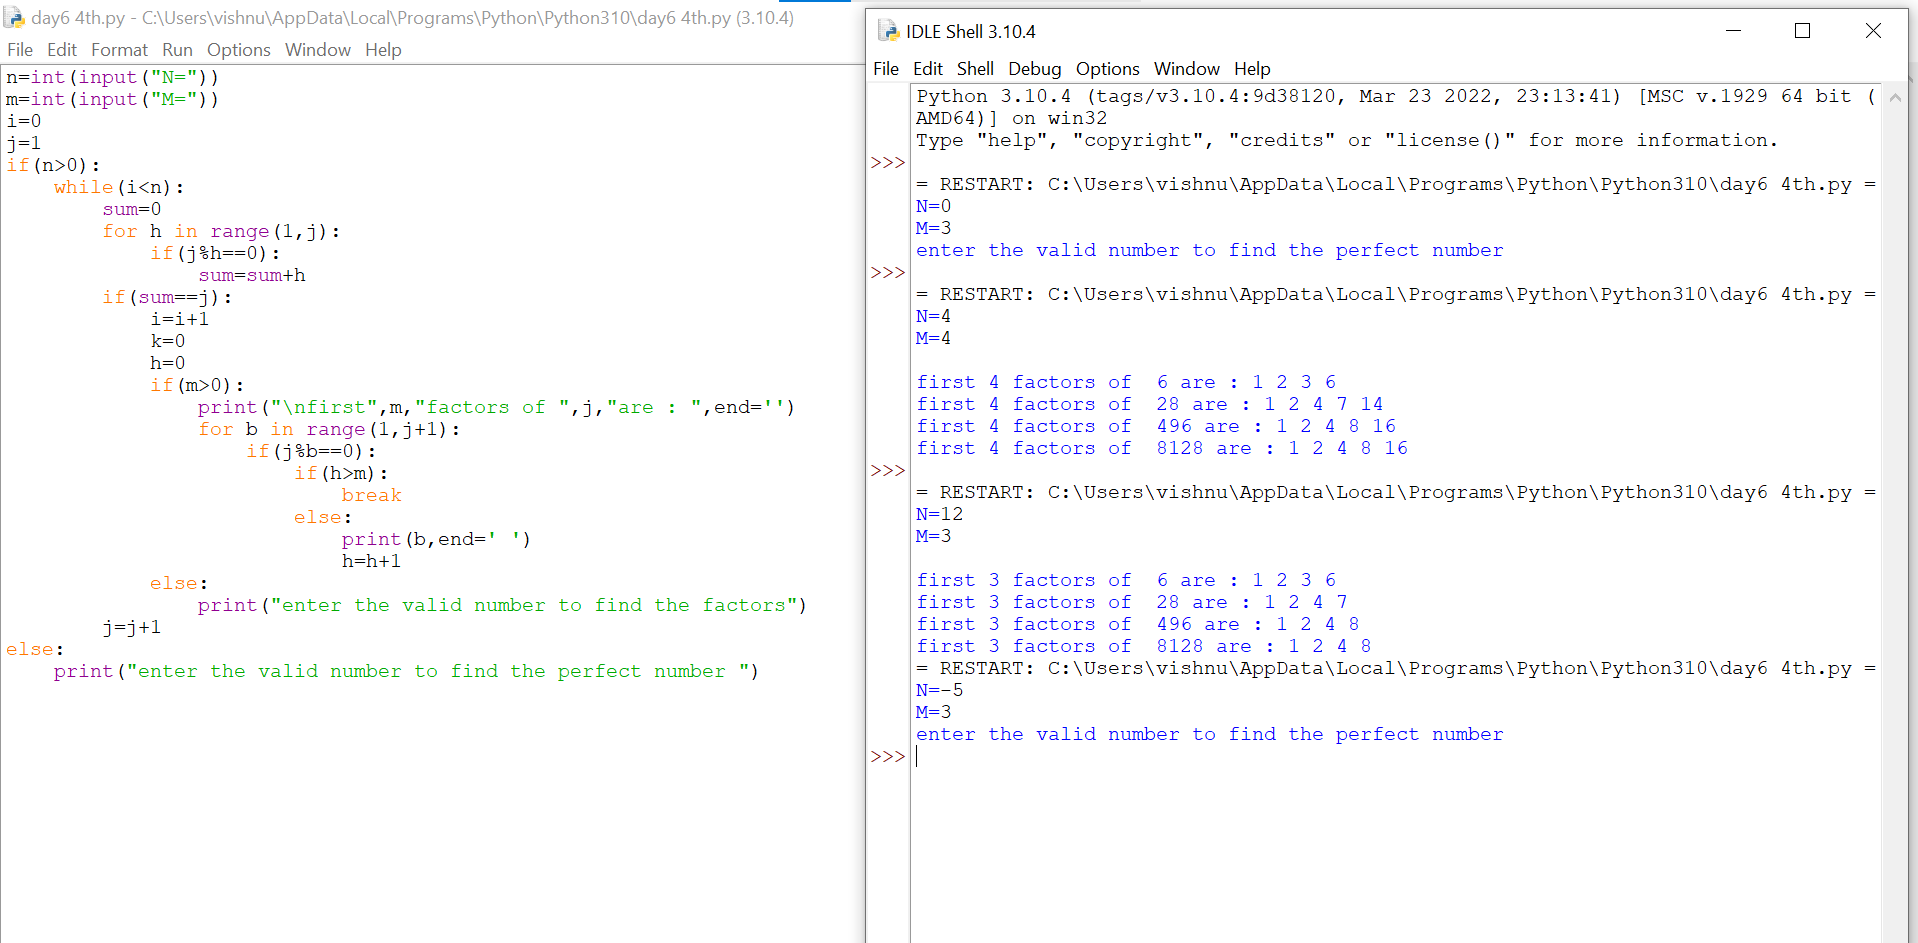 day6 4th.py - C:\Users\vishnu\AppData\Local\Programs\Python\Python310\day6 4th.py (3.10.4)
File Edit Format Run Options Window Help
n=int(input("N="))
m=int(input("M="))
i=0
j=1
if(n>0):
    while(i<n):
        sum=0
        for h in range(1,j):
            if(j%h==0):
                sum=sum+h
        if(sum==j):
            i=i+1
            k=0
            h=0
            if(m>0):
                print("\nfirst",m,"factors of ",j,"are : ",end='')
                for b in range(1,j+1):
                    if(j%b==0):
                        if(h>m):
                            break
                        else:
                            print(b,end=' ')
                            h=h+1
            else:
                print("enter the valid number to find the factors")
        j=j+1
else:
    print("enter the valid number to find the perfect number ")
IDLE Shell 3.10.4
File Edit Shell Debug Options Window Help
Python 3.10.4 (tags/v3.10.4:9d38120, Mar 23 2022, 23:13:41) [MSC v.1929 64 bit (
AMD64)] on win32
Type "help", "copyright", "credits" or "license()" for more information.
>>>
= RESTART: C:\Users\vishnu\AppData\Local\Programs\Python\Python310\day6 4th.py =
N=0
M=3
enter the valid number to find the perfect number
>>>
= RESTART: C:\Users\vishnu\AppData\Local\Programs\Python\Python310\day6 4th.py =
N=4
M=4
first 4 factors of  6 are : 1 2 3 6
first 4 factors of  28 are : 1 2 4 7 14
first 4 factors of  496 are : 1 2 4 8 16
first 4 factors of  8128 are : 1 2 4 8 16
>>>
= RESTART: C:\Users\vishnu\AppData\Local\Programs\Python\Python310\day6 4th.py =
N=12
M=3
first 3 factors of  6 are : 1 2 3 6
first 3 factors of  28 are : 1 2 4 7
first 3 factors of  496 are : 1 2 4 8
first 3 factors of  8128 are : 1 2 4 8
= RESTART: C:\Users\vishnu\AppData\Local\Programs\Python\Python310\day6 4th.py =
N=-5
M=3
enter the valid number to find the perfect number
>>>